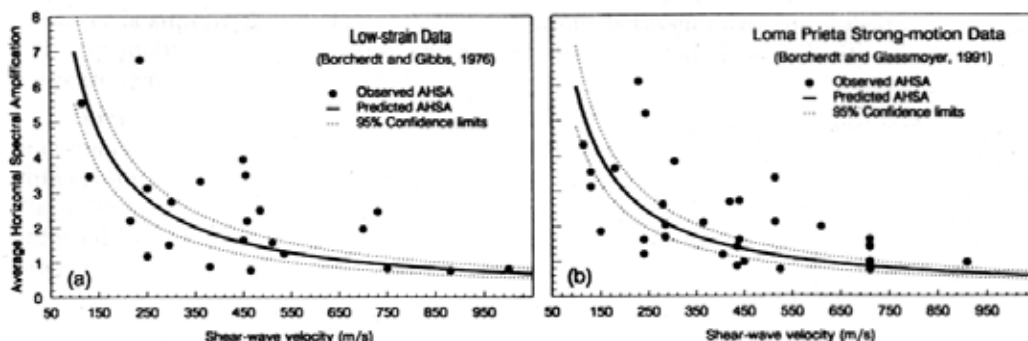 Low-strain Data
(Borcherdt and Gibbs, 1976)
Observed AHSA
Predicted AHSA
95% Confidence limits
Average Horizontal Spectral Amplification
8
7
6
5
4
3
2
1
0
(a)
50 150 250 350 450 550 650 750 850 950
Shear-wave velocity (m/s)
Loma Prieta Strong-motion Data
(Borcherdt and Glassmoyer, 1991)
Observed AHSA
Predicted AHSA
95% Confidence limits
(b)
50 150 250 350 450 550 650 750 850 950
Shear-wave velocity (m/s)